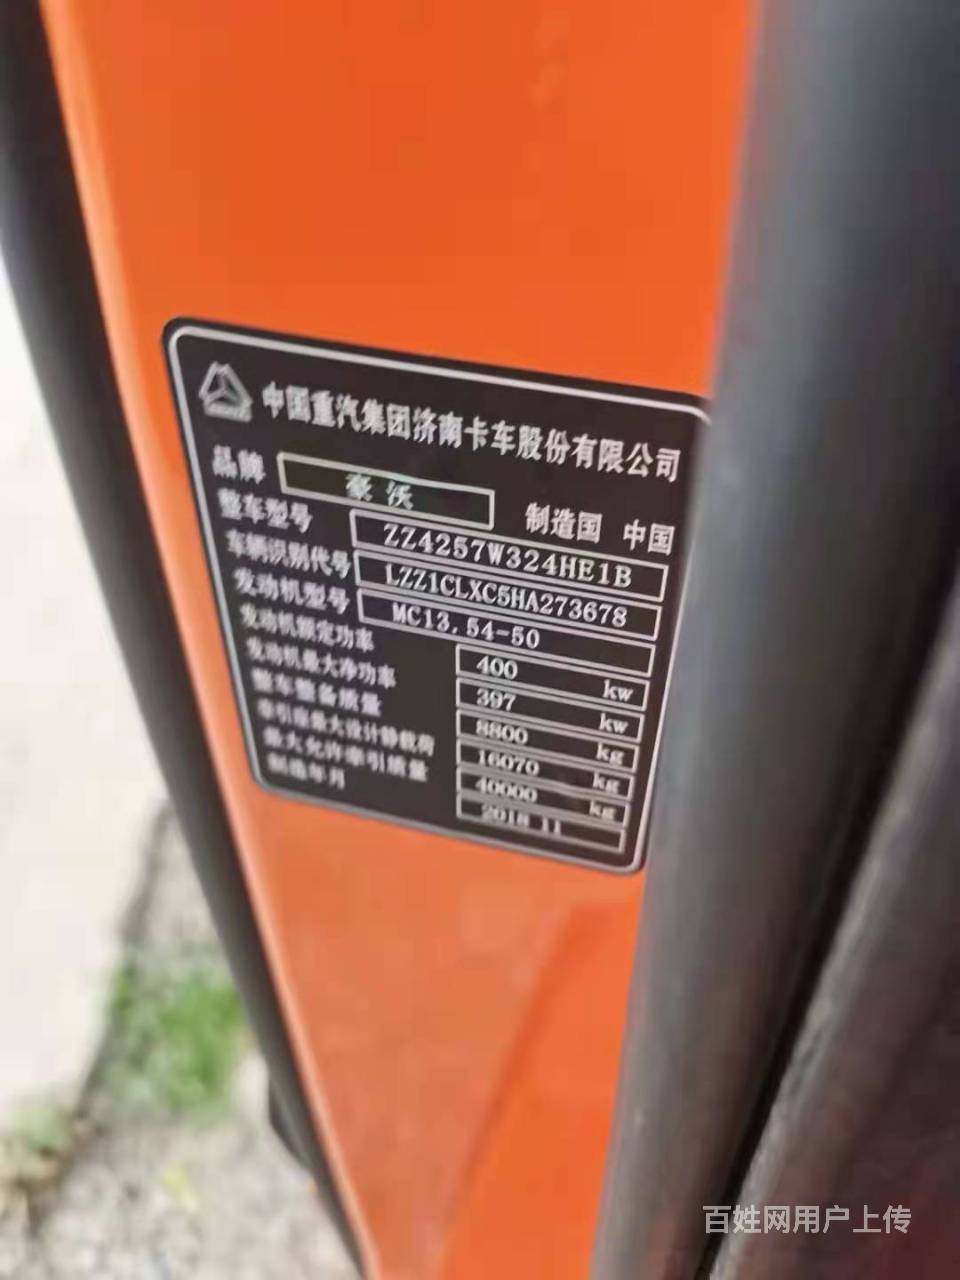 中国重汽集团济南卡车股份有限公司
品牌 豪沃 制造国 中国
整车型号 ZZ4257W324HE1B
车辆识别代号 LZZ1CLXC5HA273678
发动机型号 MC13.54-50
发动机额定功率 400 kw
发动机最大净功率 397 kw
整车整备质量 8800 kg
牵引座最大设计静载荷 16070 kg
最大允许牵引质量 40000 kg
制造年月 2018 11
百姓网用户上传